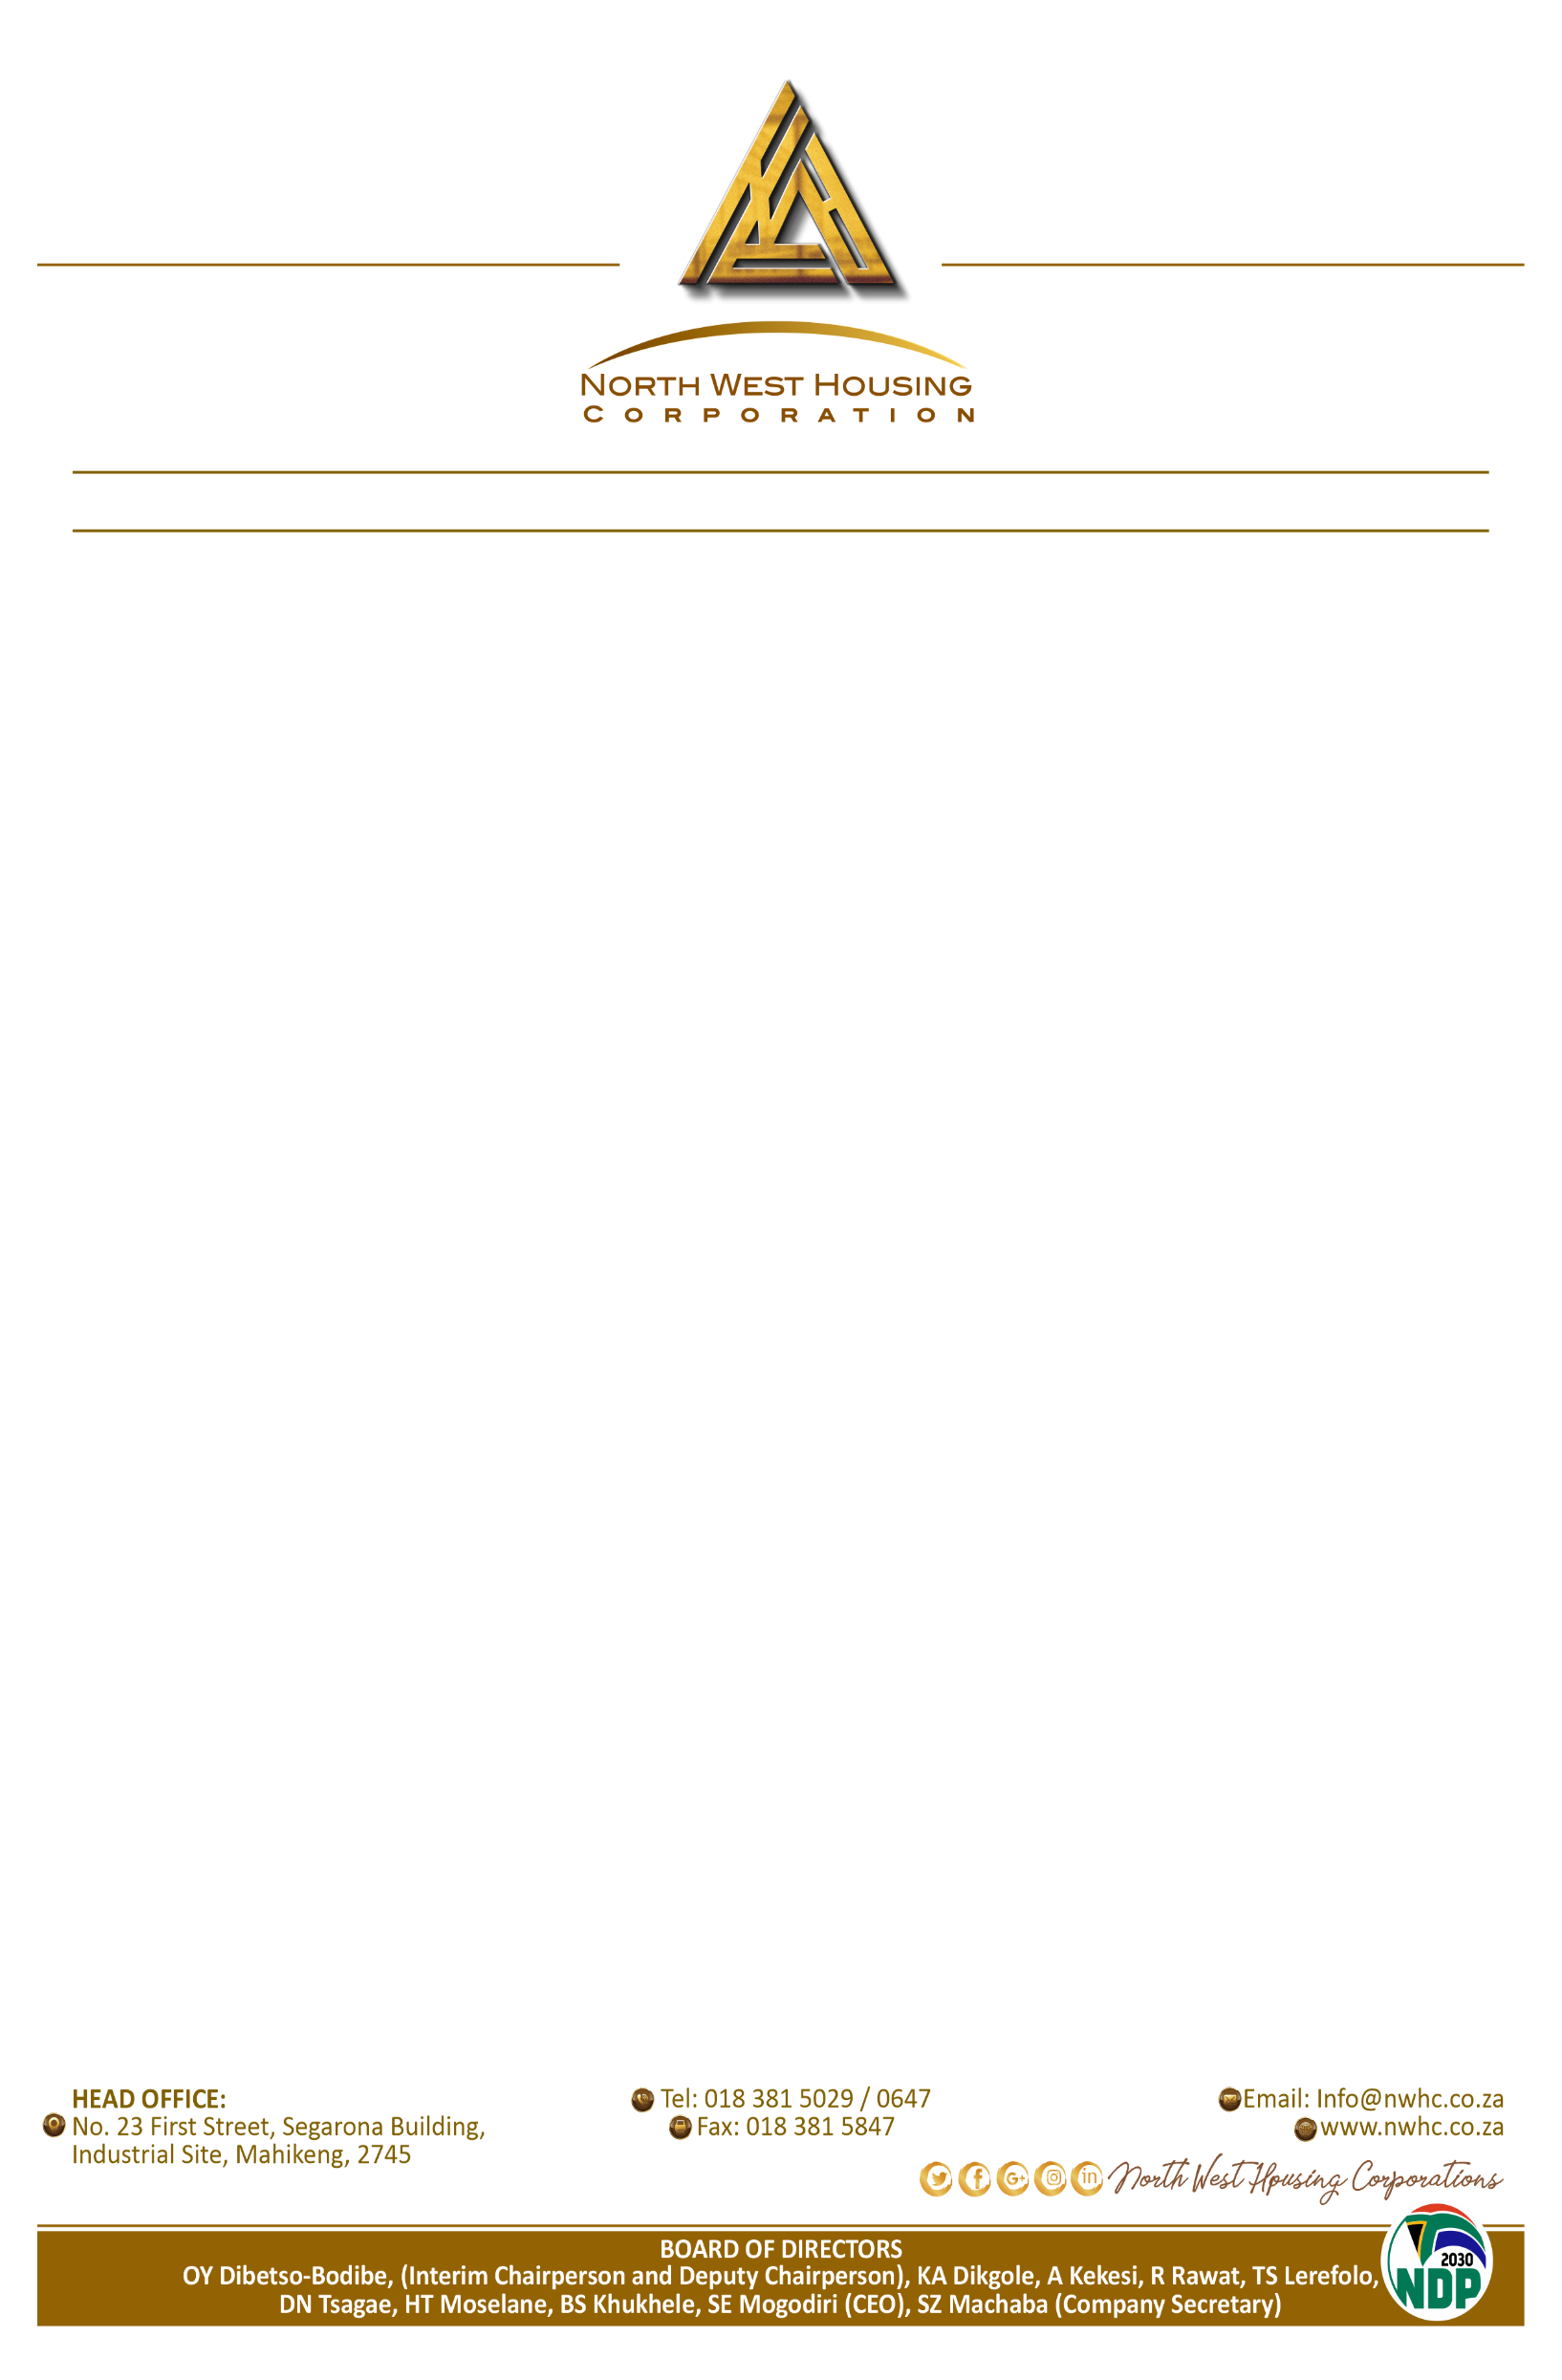 North West Housing
Corporation
HEAD OFFICE:
No. 23 First Street, Segarona Building,
Industrial Site, Mahikeng, 2745
Tel: 018 381 5029 / 0647
Fax: 018 381 5847
Email: Info@nwhc.co.za
www.nwhc.co.za
North West Housing Corporations
BOARD OF DIRECTORS
OY Dibetso-Bodibe, (Interim Chairperson and Deputy Chairperson), KA Dikgole, A Kekesi, R Rawat, TS Lerefolo,
DN Tsagae, HT Moselane, BS Khukhele, SE Mogodiri (CEO), SZ Machaba (Company Secretary)
2030
NDP